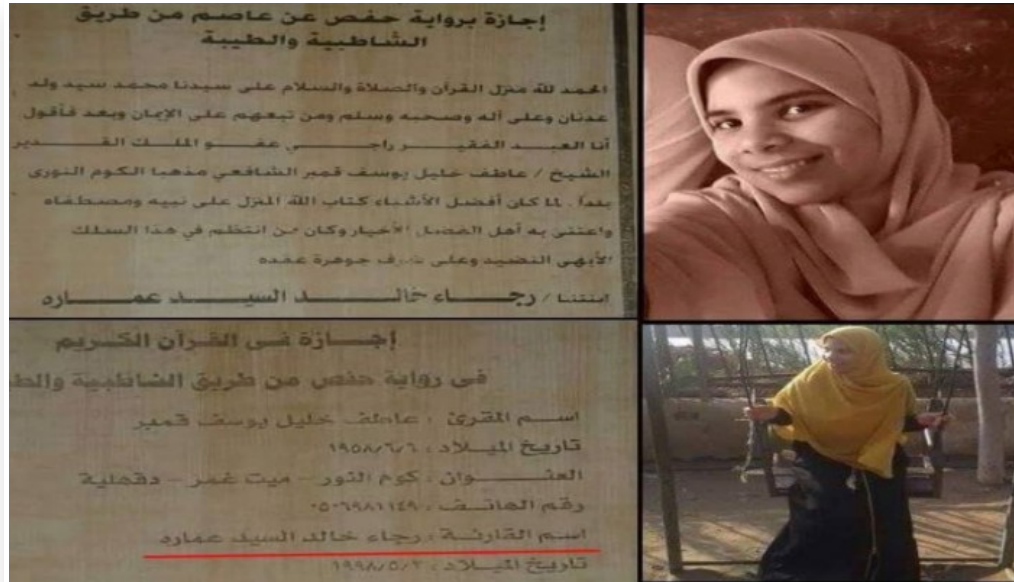 إجازة برواية حفص عن عاصم من طريق
الشاطبية والطيبة
الحمد لله منزل القرآن والصلاة والسلام على سيدنا محمد سيد ولد
عدنان وعلى آله وصحبه وسلم ومن تبعهم على الإيمان وبعد فأقول
أنا العبد الفقير راجي عفو الملك القدير
الشيخ / عاطف خليل يوسف قمبر الشافعي مذهبا الكوم النورى
بلداً . لما كان أفضل الأشياء كتاب الله المنزل على نبيه ومصطفاه
واعتنى به أهل الفضل الأخيار وكان من انتظم في هذا السلك
الأبهى النضيد وعلى جوهرة عقده
ابنتنا / رجاء خالد السيد عماره
إجازة فى القرآن الكريم
فى رواية حفص من طريق الشاطبية
اسم المقرئ : عاطف خليل يوسف قمبر
تاريخ الميلاد : ١٩٥٨/٦/٦
العنوان : كوم النور - ميت غمر - دقهلية
رقم الهاتف : ٠٥٠٦٩٨١١٤٩
اسم القارئة : رجاء خالد السيد عماره
تاريخ الميلاد : ١٩٩٨/٥/٢